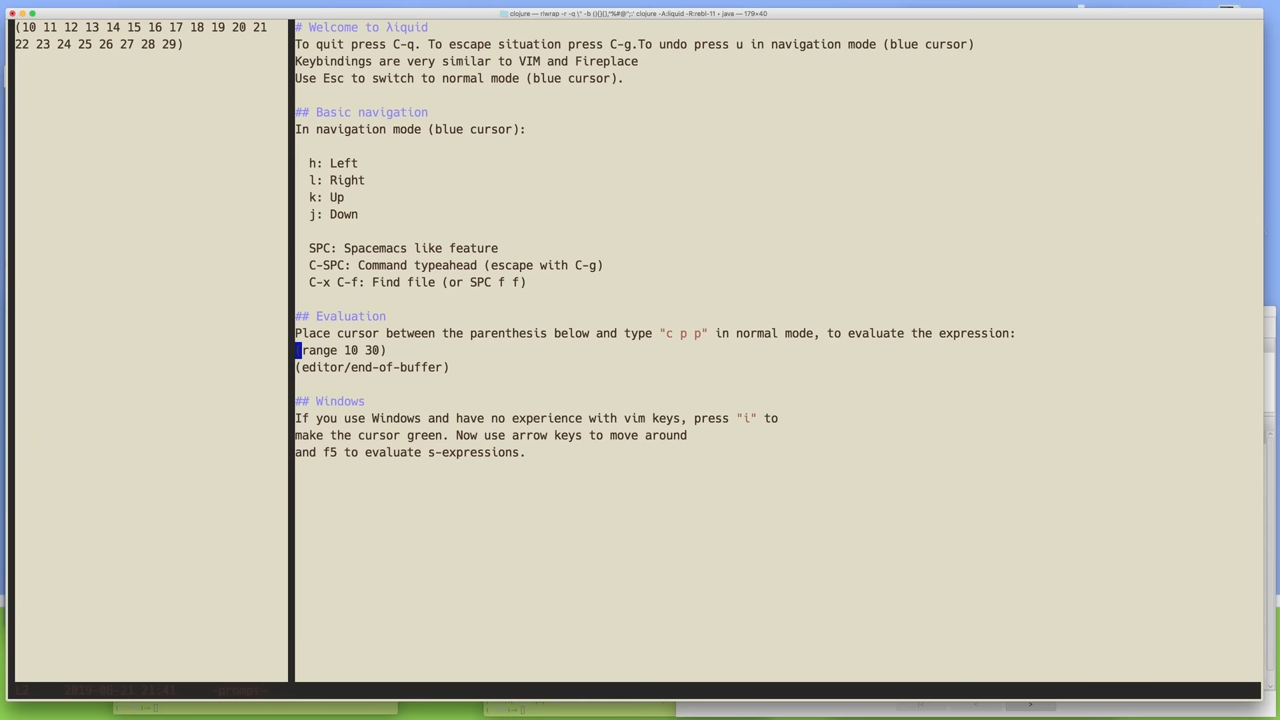 clojure — rlwrap -r -q \" -b (){}[],^%#@";:' clojure -A:liquid -R:rebl-11 • java — 179×40
(10 11 12 13 14 15 16 17 18 19 20 21
22 23 24 25 26 27 28 29)
# Welcome to λiquid
To quit press C-q. To escape situation press C-g.To undo press u in navigation mode (blue cursor)
Keybindings are very similar to VIM and Fireplace
Use Esc to switch to normal mode (blue cursor).
## Basic navigation
In navigation mode (blue cursor):
h: Left
l: Right
k: Up
j: Down
SPC: Spacemacs like feature
C-SPC: Command typeahead (escape with C-g)
C-x C-f: Find file (or SPC f f)
## Evaluation
Place cursor between the parenthesis below and type "c p p" in normal mode, to evaluate the expression:
(range 10 30)
(editor/end-of-buffer)
## Windows
If you use Windows and have no experience with vim keys, press "i" to
make the cursor green. Now use arrow keys to move around
and f5 to evaluate s-expressions.
L2 2019-06-21 21:41 -prompt-